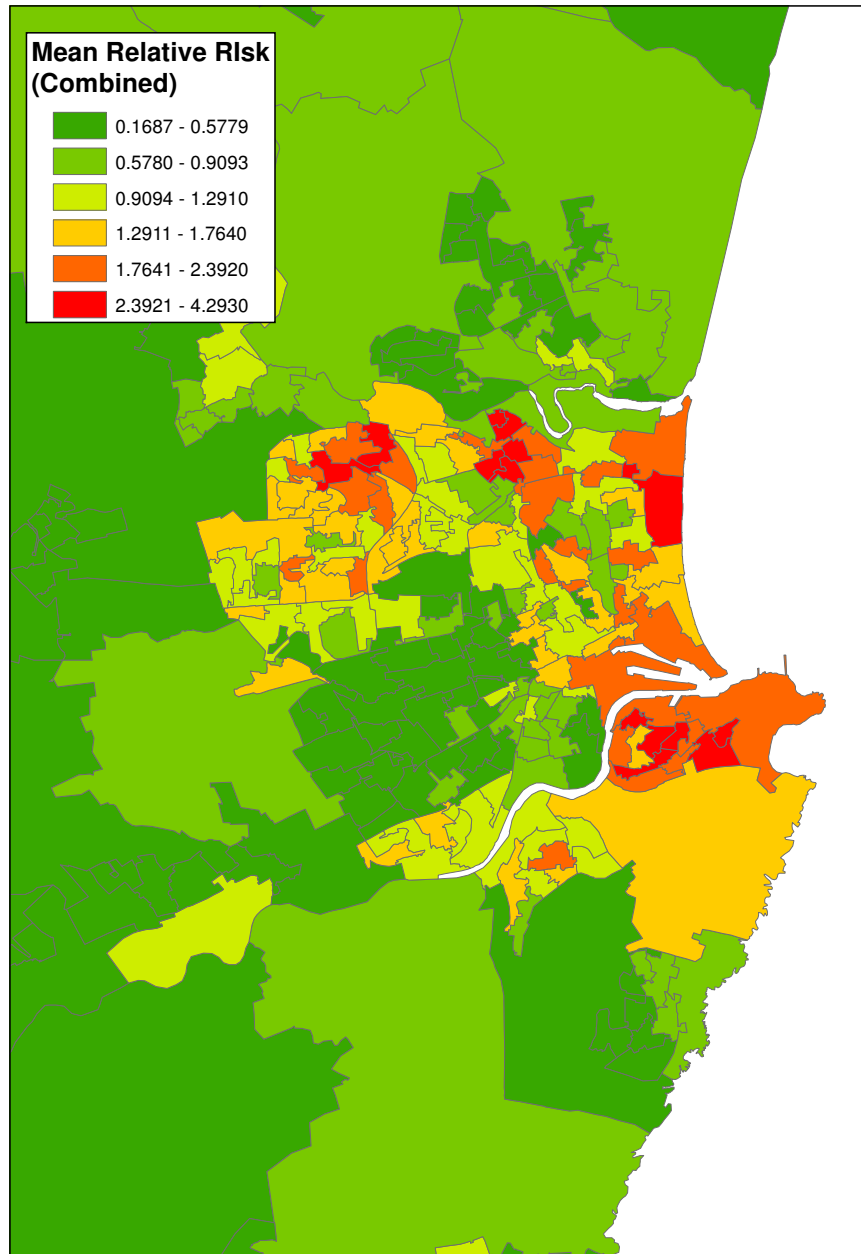 Mean Relative RIsk
(Combined)
0.1687 - 0.5779
0.5780 - 0.9093
0.9094 - 1.2910
1.2911 - 1.7640
1.7641 - 2.3920
2.3921 - 4.2930